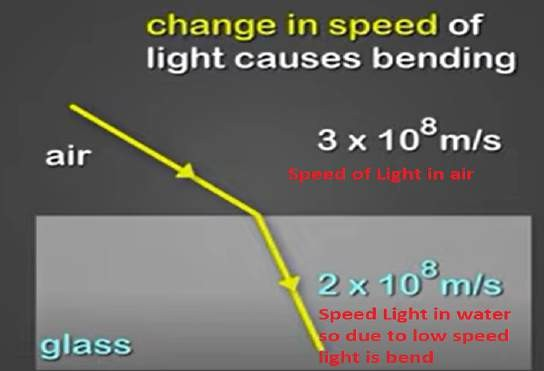 change in speed of
light causes bending
air
3 x 10⁸m/s
Speed of Light in air
2 x 10⁸m/s
Speed Light in water
so due to low speed
light is bend
glass